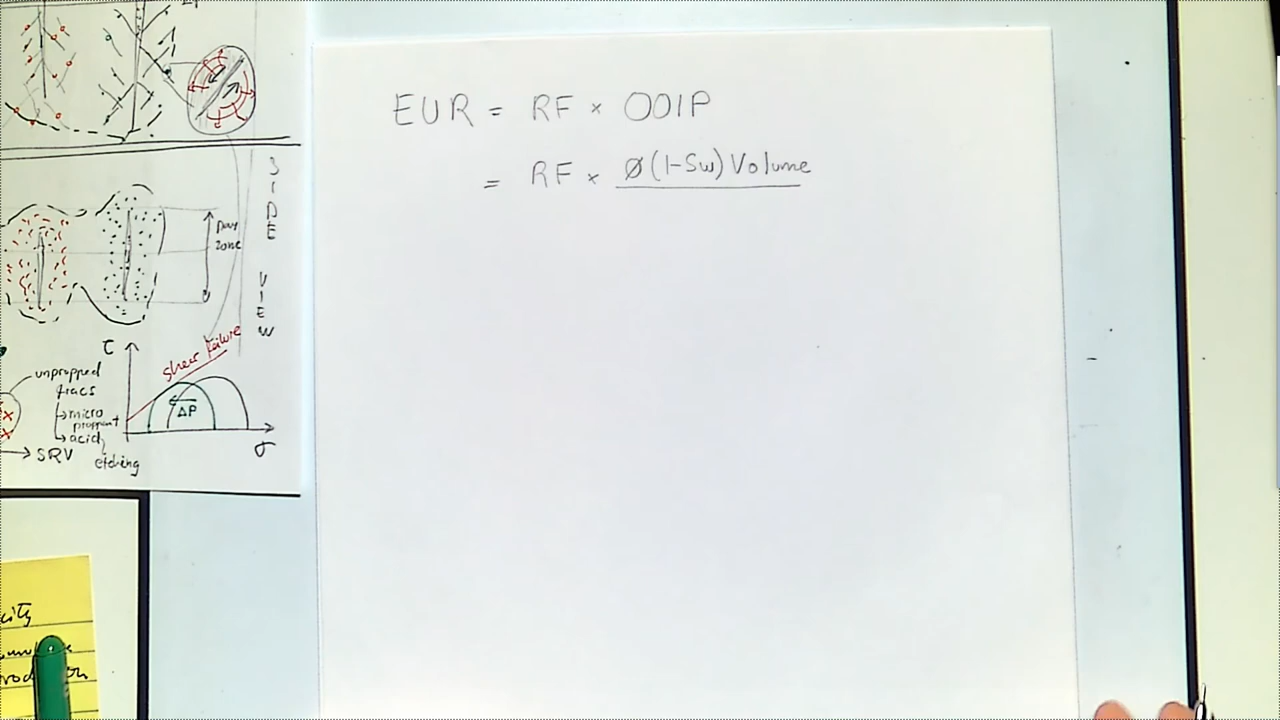 EUR = RF × OOIP
= RF × Ø(1-Sw)Volume
SIDE VIEW
Pay zone
τ
shear failure
ΔP
σ
unpropped
fracs
→ micro
proppant
→ acid
etching
→ SRV